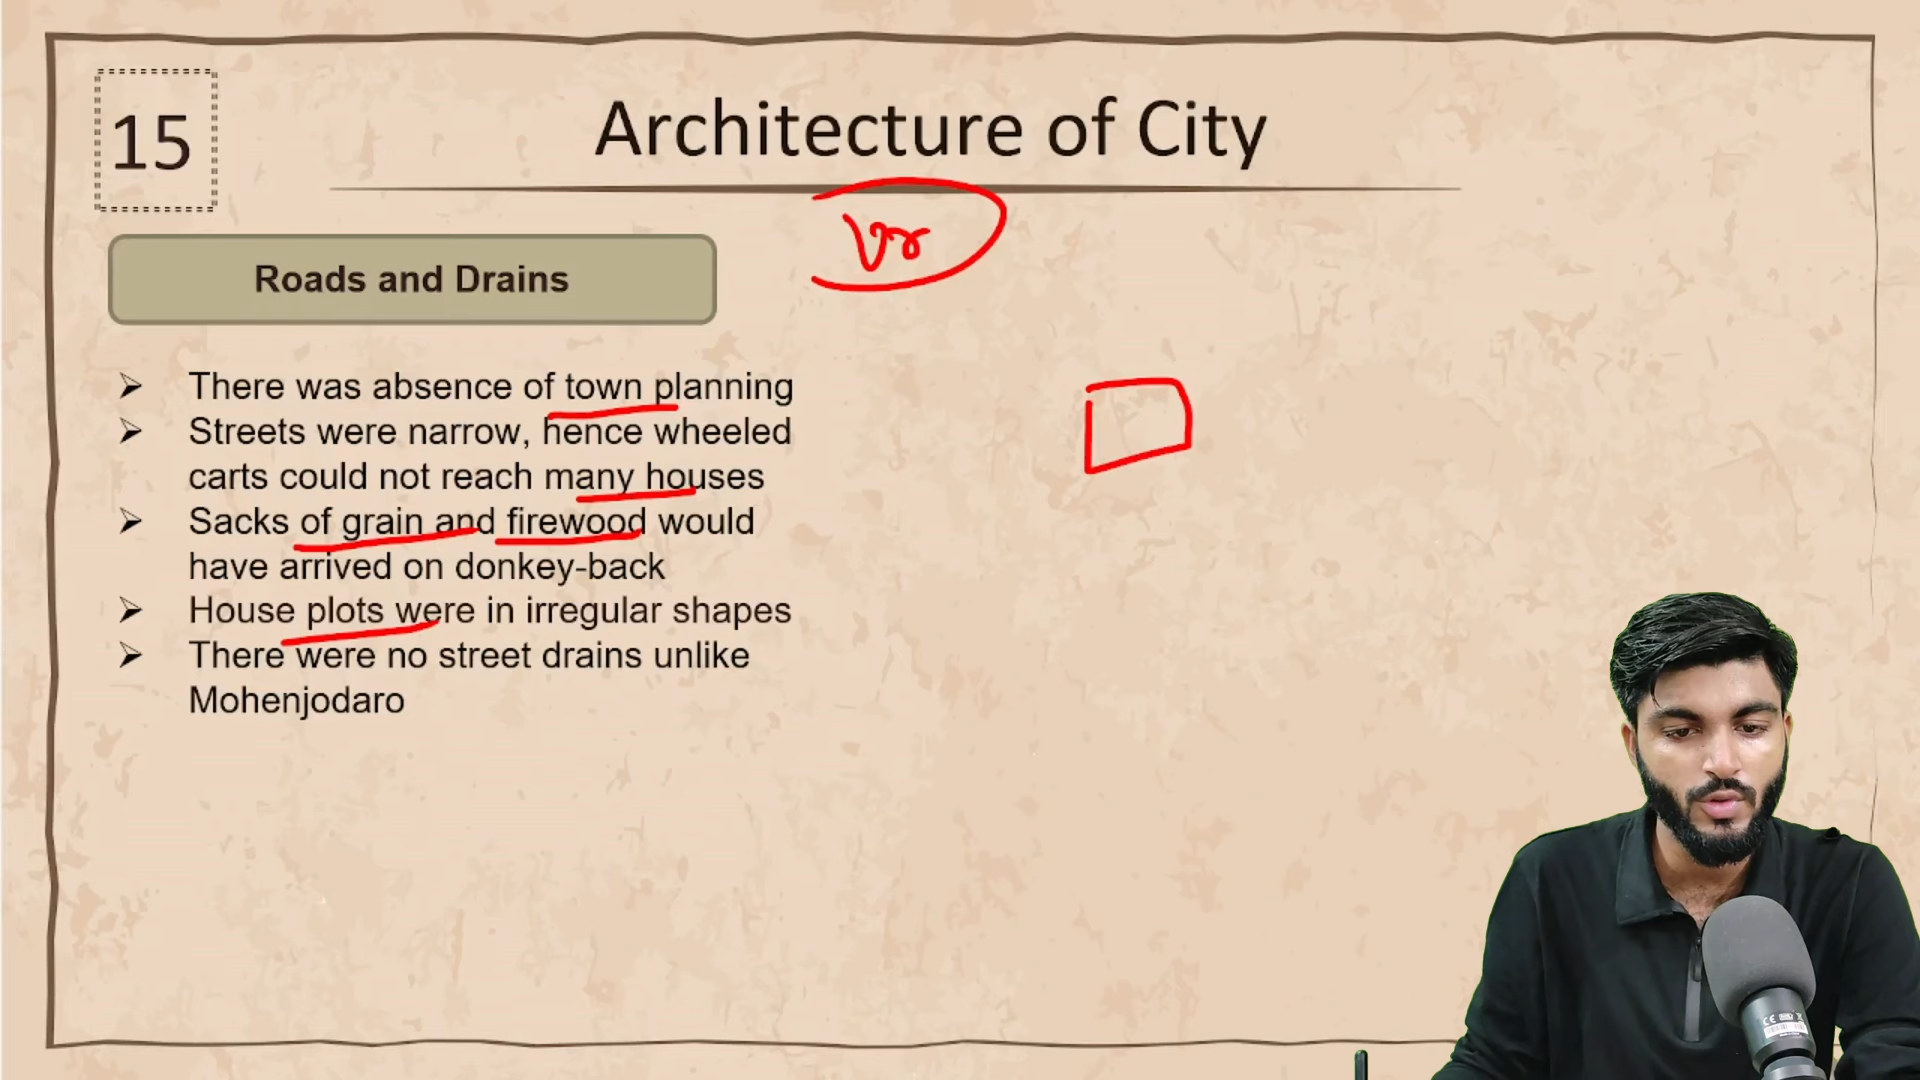 15
Architecture of City
Roads and Drains
➢ There was absence of town planning
➢ Streets were narrow, hence wheeled
carts could not reach many houses
➢ Sacks of grain and firewood would
have arrived on donkey-back
➢ House plots were in irregular shapes
➢ There were no street drains unlike
Mohenjodaro